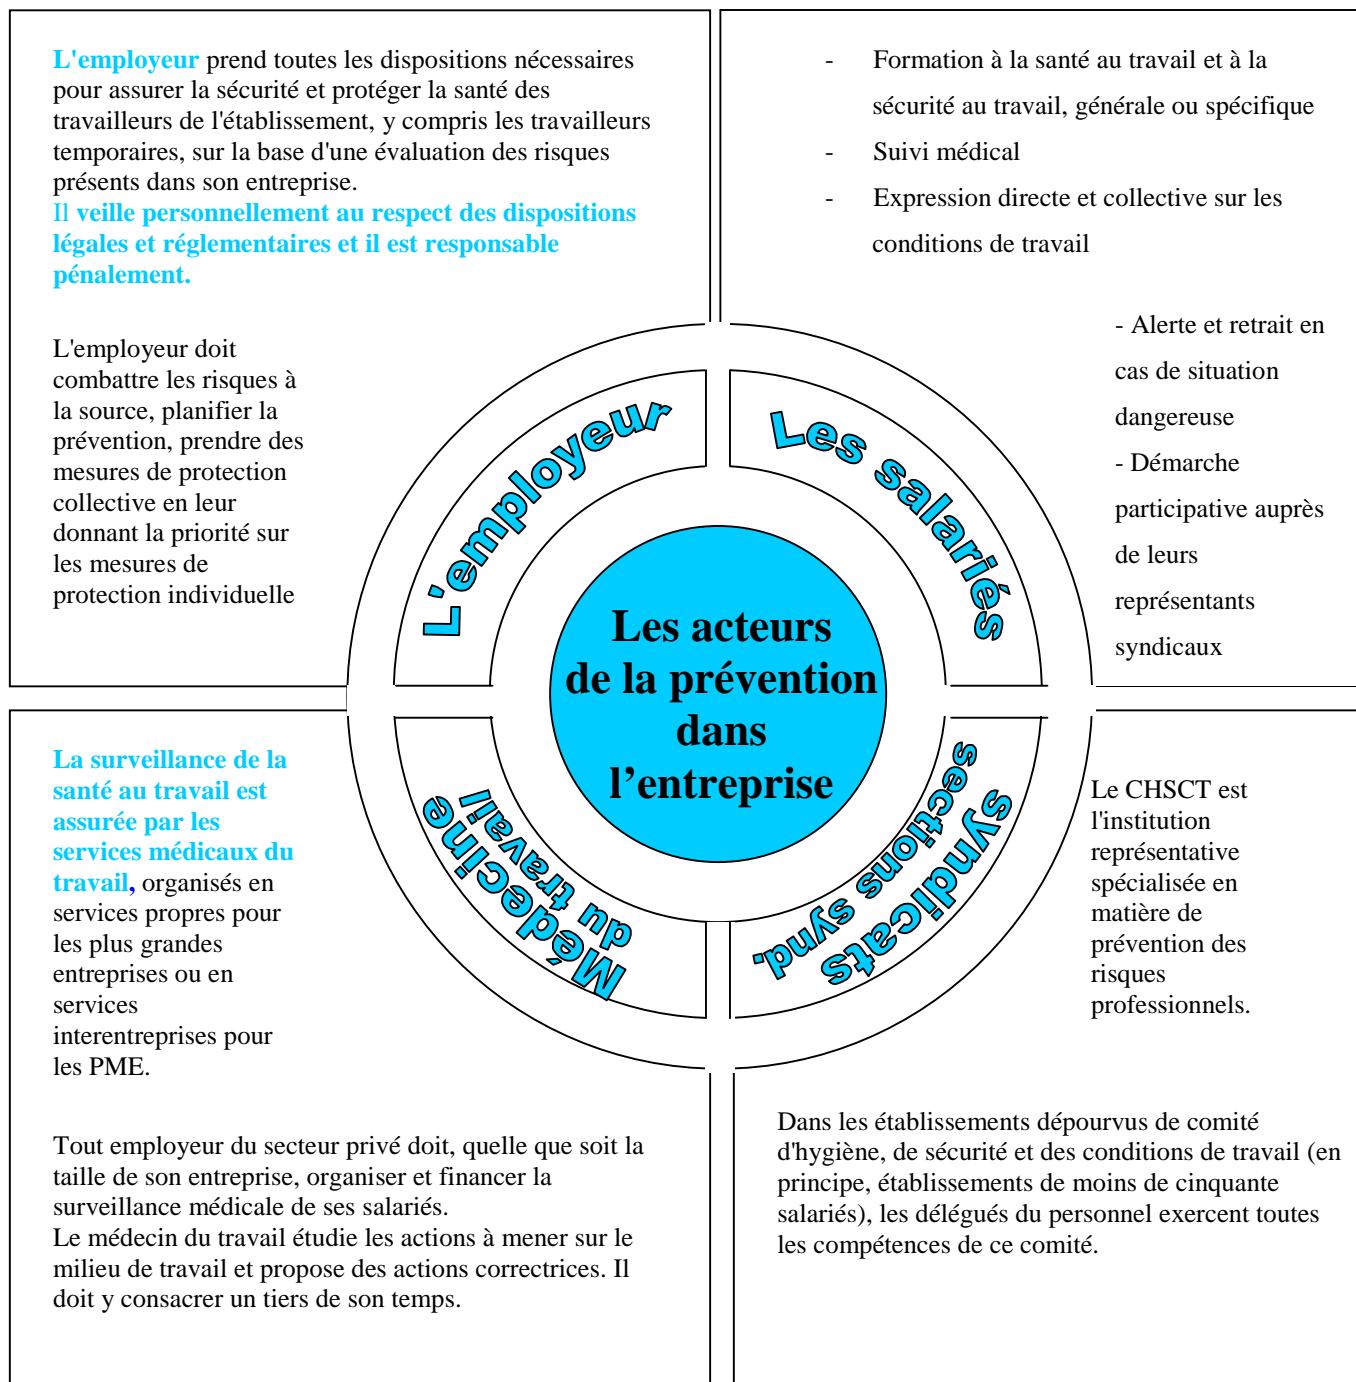 L'employeur prend toutes les dispositions nécessaires
pour assurer la sécurité et protéger la santé des
travailleurs de l'établissement, y compris les travailleurs
temporaires, sur la base d'une évaluation des risques
présents dans son entreprise.
Il veille personnellement au respect des dispositions
légales et réglementaires et il est responsable
pénalement.
L'employeur doit
combattre les risques à
la source, planifier la
prévention, prendre des
mesures de protection
collective en leur
donnant la priorité sur
les mesures de
protection individuelle
- Formation à la santé au travail et à la
sécurité au travail, générale ou spécifique
- Suivi médical
- Expression directe et collective sur les
conditions de travail
- Alerte et retrait en
cas de situation
dangereuse
- Démarche
participative auprès
de leurs
représentants
syndicaux
L'employeur
Les salariés
Les acteurs
de la prévention
dans
l’entreprise
Médecine
du travail
syndicats
sections synd.
La surveillance de la
santé au travail est
assurée par les
services médicaux du
travail, organisés en
services propres pour
les plus grandes
entreprises ou en
services
interentreprises pour
les PME.
Tout employeur du secteur privé doit, quelle que soit la
taille de son entreprise, organiser et financer la
surveillance médicale de ses salariés.
Le médecin du travail étudie les actions à mener sur le
milieu de travail et propose des actions correctrices. Il
doit y consacrer un tiers de son temps.
Le CHSCT est
l'institution
représentative
spécialisée en
matière de
prévention des
risques
professionnels.
Dans les établissements dépourvus de comité
d'hygiène, de sécurité et des conditions de travail (en
principe, établissements de moins de cinquante
salariés), les délégués du personnel exercent toutes
les compétences de ce comité.